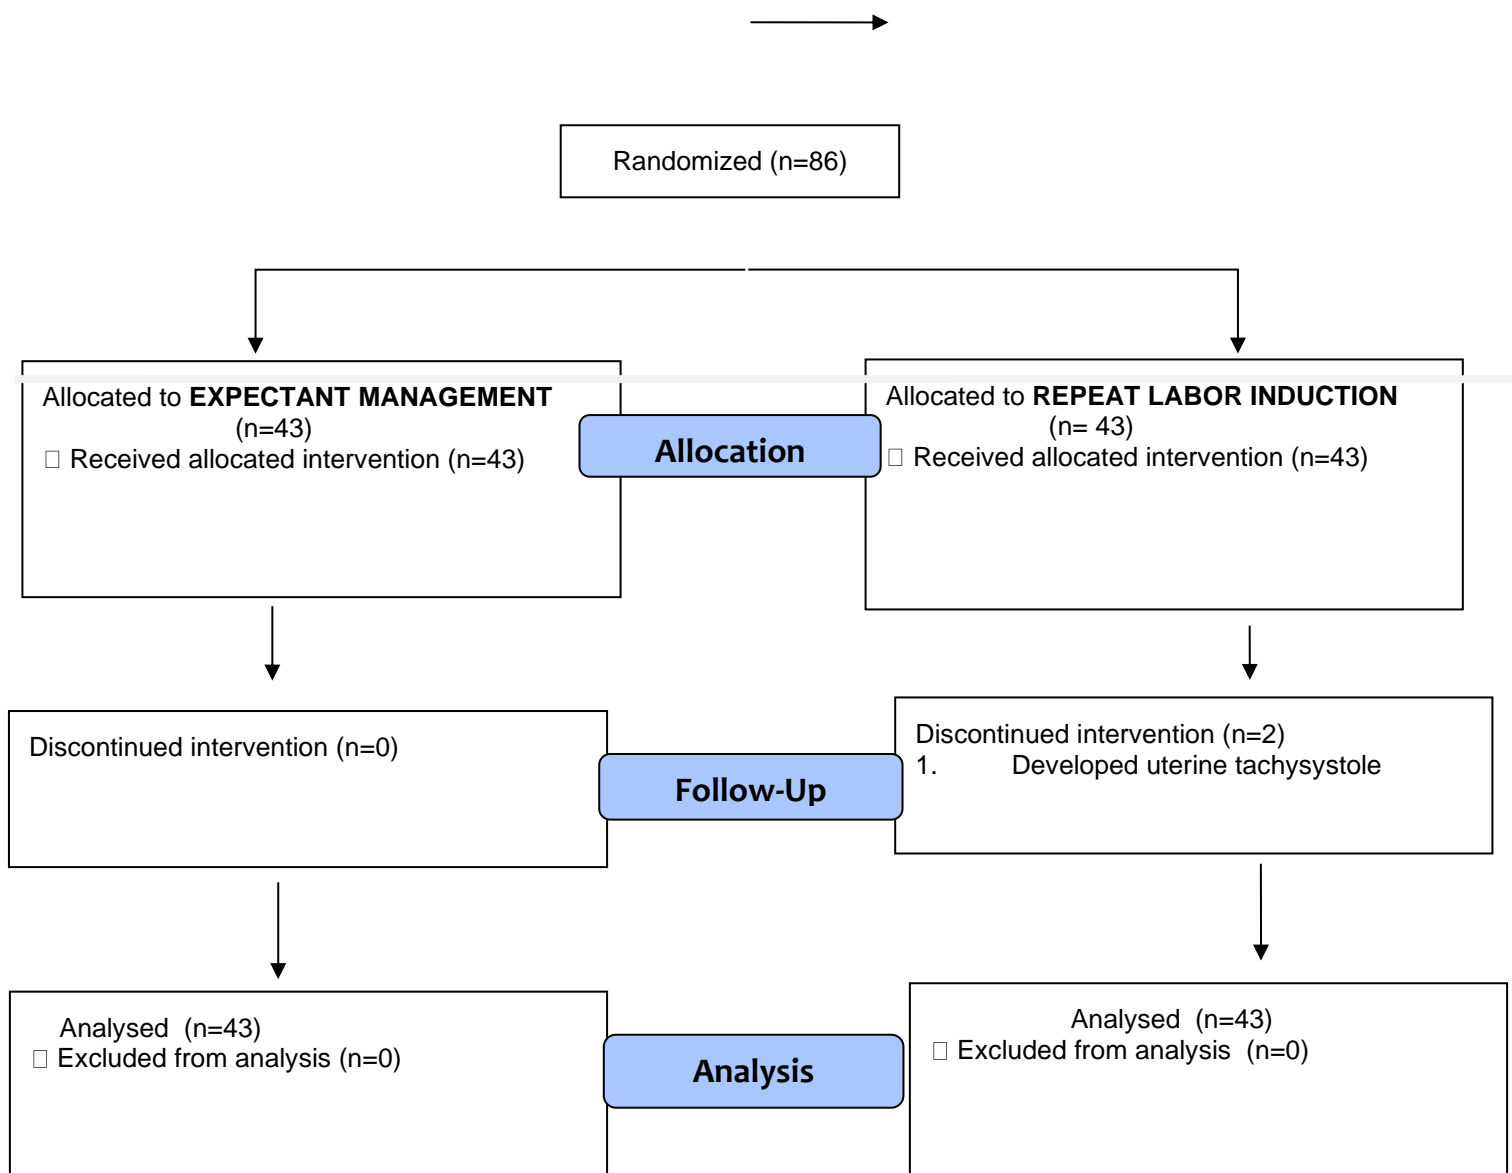 Randomized (n=86)
Allocated to EXPECTANT MANAGEMENT
(n=43)
□ Received allocated intervention (n=43)
Allocation
Allocated to REPEAT LABOR INDUCTION
(n= 43)
□ Received allocated intervention (n=43)
Discontinued intervention (n=0)
Follow-Up
Discontinued intervention (n=2)
1. Developed uterine tachysystole
Analysed (n=43)
□ Excluded from analysis (n=0)
Analysis
Analysed (n=43)
□ Excluded from analysis (n=0)